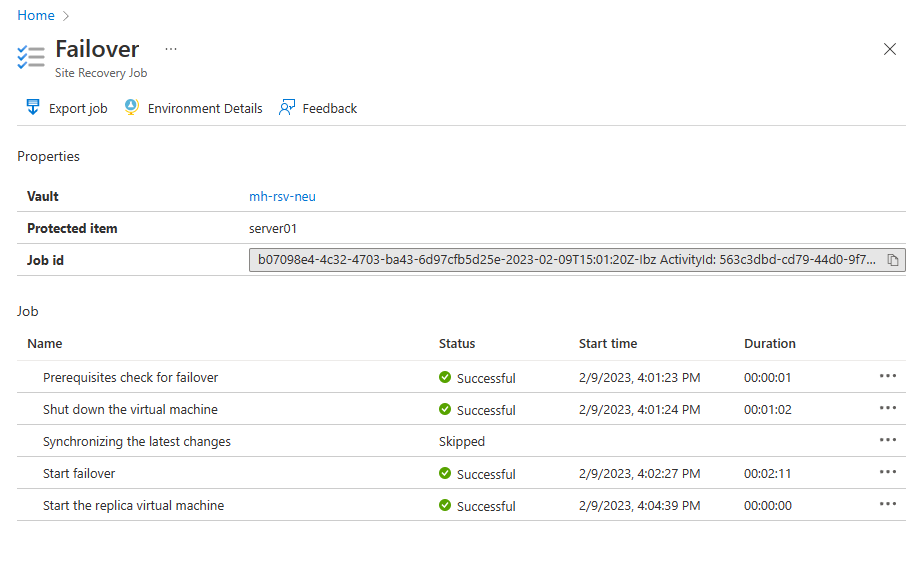 Home
Failover ...
Site Recovery Job
Export job Environment Details Feedback
Properties
Vault mh-rsv-neu
Protected item server01
Job id b07098e4-4c32-4703-ba43-6d97cfb5d25e-2023-02-09T15:01:20Z-Ibz ActivityId: 563c3dbd-cd79-44d0-9f7...
Job
Name Status Start time Duration
Prerequisites check for failover Successful 2/9/2023, 4:01:23 PM 00:00:01
Shut down the virtual machine Successful 2/9/2023, 4:01:24 PM 00:01:02
Synchronizing the latest changes Skipped
Start failover Successful 2/9/2023, 4:02:27 PM 00:02:11
Start the replica virtual machine Successful 2/9/2023, 4:04:39 PM 00:00:00